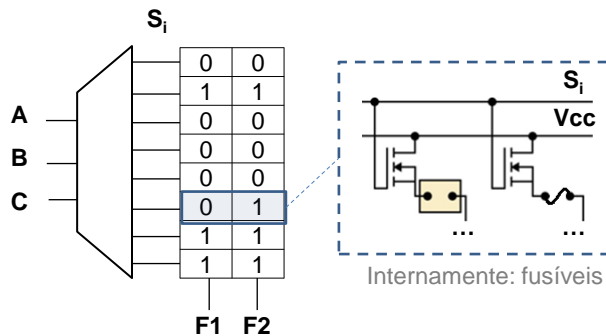 Sᵢ
0 0
1 1
0 0
0 0
0 0
0 1
1 1
1 1
A
B
C
F1 F2
Sᵢ
Vcc
... ...
Internamente: fusíveis